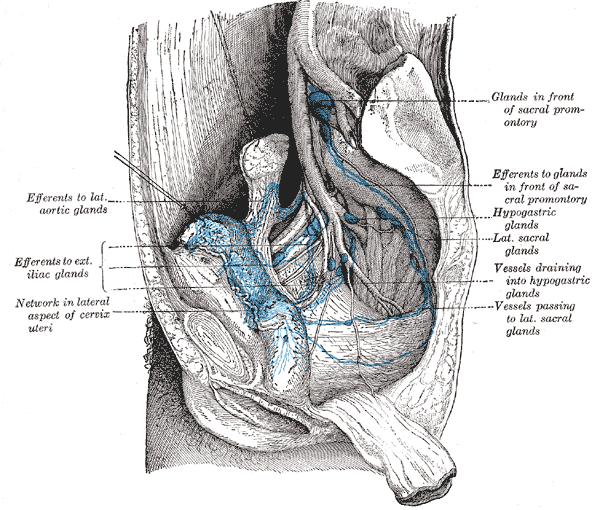 Efferents to lat.
aortic glands
Efferents to ext.
iliac glands
Network in lateral
aspect of cervix
uteri
Glands in front
of sacral prom-
ontory
Efferents to glands
in front of sa-
cral promontory
Hypogastric
glands
Lat. sacral
glands
Vessels draining
into hypogastric
glands
Vessels passing
to lat. sacral
glands